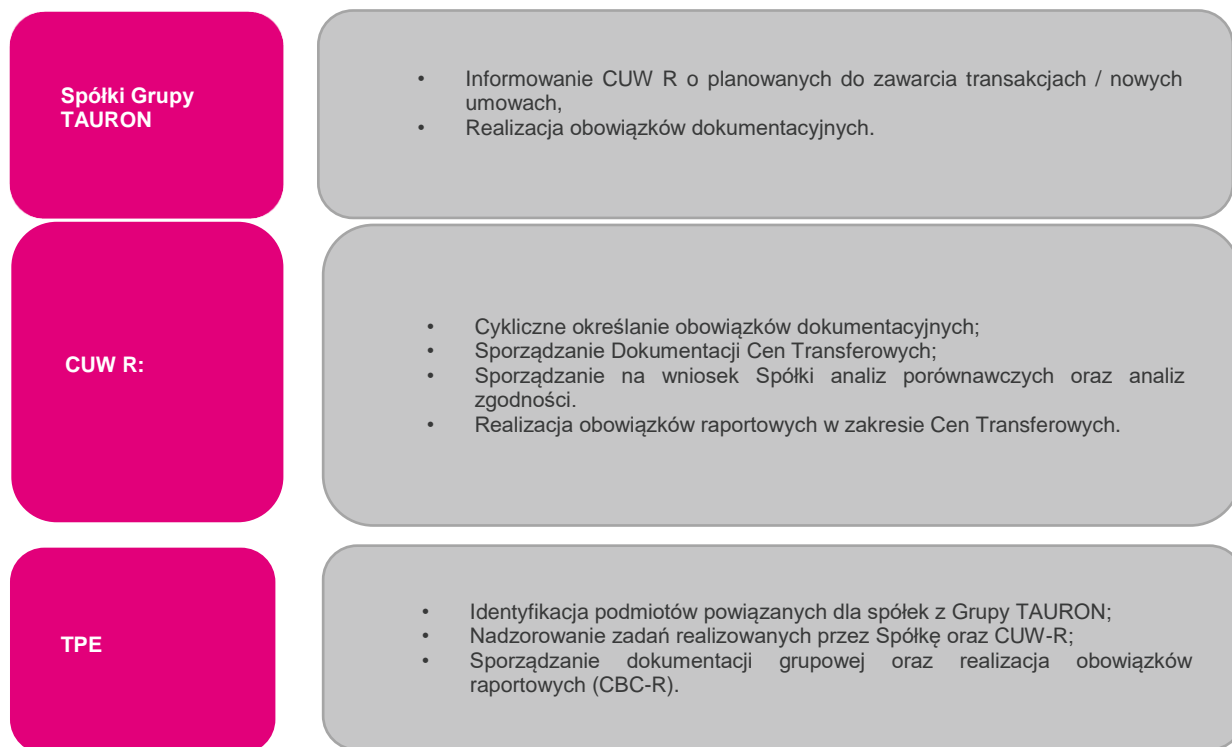 Spółki Grupy
TAURON
• Informowanie CUW R o planowanych do zawarcia transakcjach / nowych
umowach,
• Realizacja obowiązków dokumentacyjnych.
CUW R:
• Cykliczne określanie obowiązków dokumentacyjnych;
• Sporządzanie Dokumentacji Cen Transferowych;
• Sporządzanie na wniosek Spółki analiz porównawczych oraz analiz
zgodności.
• Realizacja obowiązków raportowych w zakresie Cen Transferowych.
TPE
• Identyfikacja podmiotów powiązanych dla spółek z Grupy TAURON;
• Nadzorowanie zadań realizowanych przez Spółkę oraz CUW-R;
• Sporządzanie dokumentacji grupowej oraz realizacja obowiązków
raportowych (CBC-R).